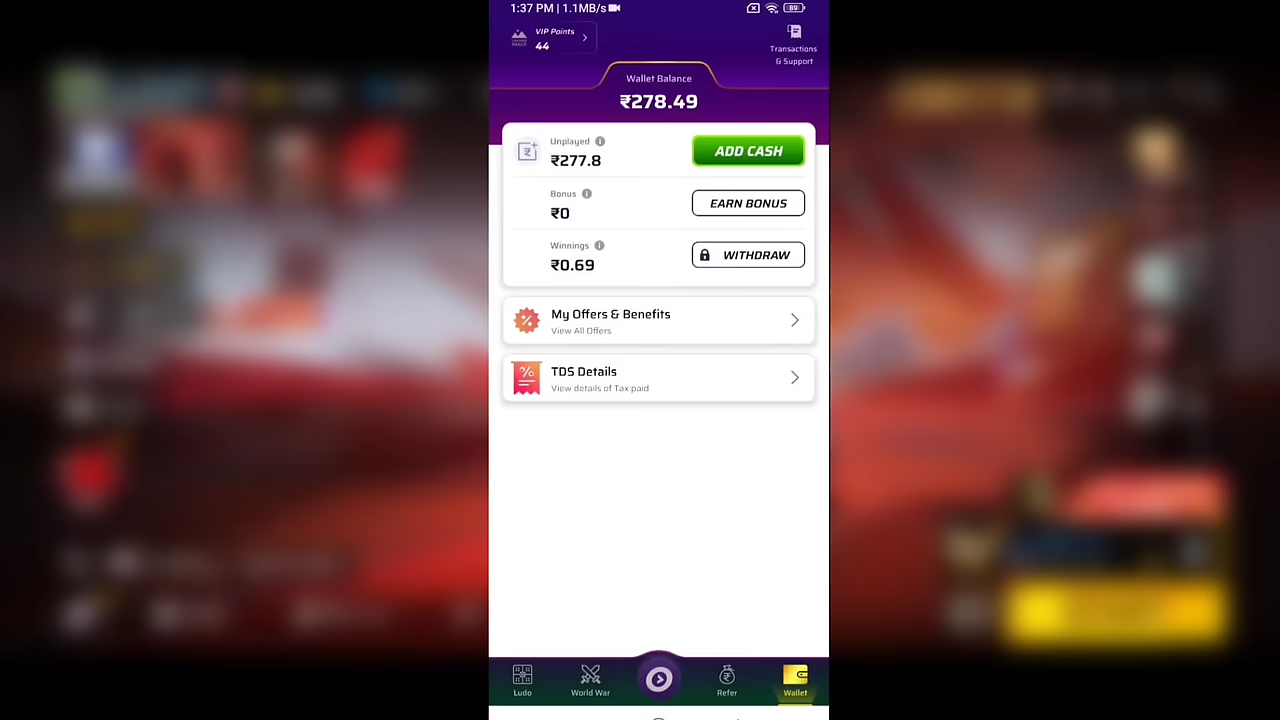 1:37 PM | 1.1MB/s
89
VIP Points
44
Transactions
& Support
Wallet Balance
₹278.49
Unplayed
₹277.8
ADD CASH
Bonus
₹0
EARN BONUS
Winnings
₹0.69
WITHDRAW
My Offers & Benefits
View All Offers
TDS Details
View details of Tax paid
Ludo
World War
Refer
Wallet